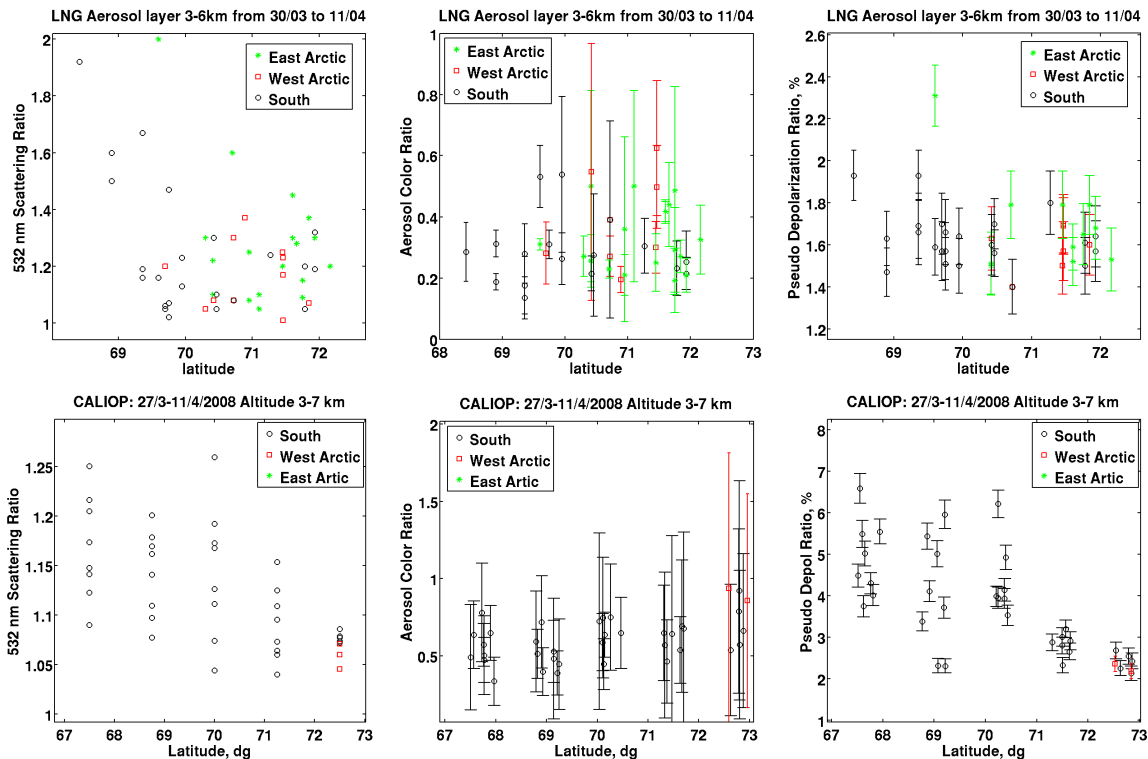 LNG Aerosol layer 3-6km from 30/03 to 11/04
2
1.8
1.6
1.4
1.2
1
532 nm Scattering Ratio
East Arctic
West Arctic
South
69
70
71
72
latitude
LNG Aerosol layer 3-6km from 30/03 to 11/04
1
0.8
0.6
0.4
0.2
0
Aerosol Color Ratio
East Arctic
West Arctic
South
68
69
70
71
72
73
latitude
LNG Aerosol layer 3-6km from 30/03 to 11/04
2.6
2.4
2.2
2
1.8
1.6
1.4
1.2
Pseudo Depolarization Ratio, %
East Arctic
West Arctic
South
69
70
71
72
latitude
CALIOP: 27/3-11/4/2008 Altitude 3-7 km
1.25
1.2
1.15
1.1
1.05
1
532 nm Scattering Ratio
South
West Arctic
East Artic
67
68
69
70
71
72
73
Latitude, dg
CALIOP: 27/3-11/4/2008 Altitude 3-7 km
2
1.5
1
0.5
Aerosol Color Ratio
South
West Arctic
East Artic
67
68
69
70
71
72
73
Latitude, dg
CALIOP: 27/3-11/4/2008 Altitude 3-7 km
8
7
6
5
4
3
2
1
Pseudo Depol Ratio, %
South
West Arctic
East Artic
67
68
69
70
71
72
73
Latitude, dg